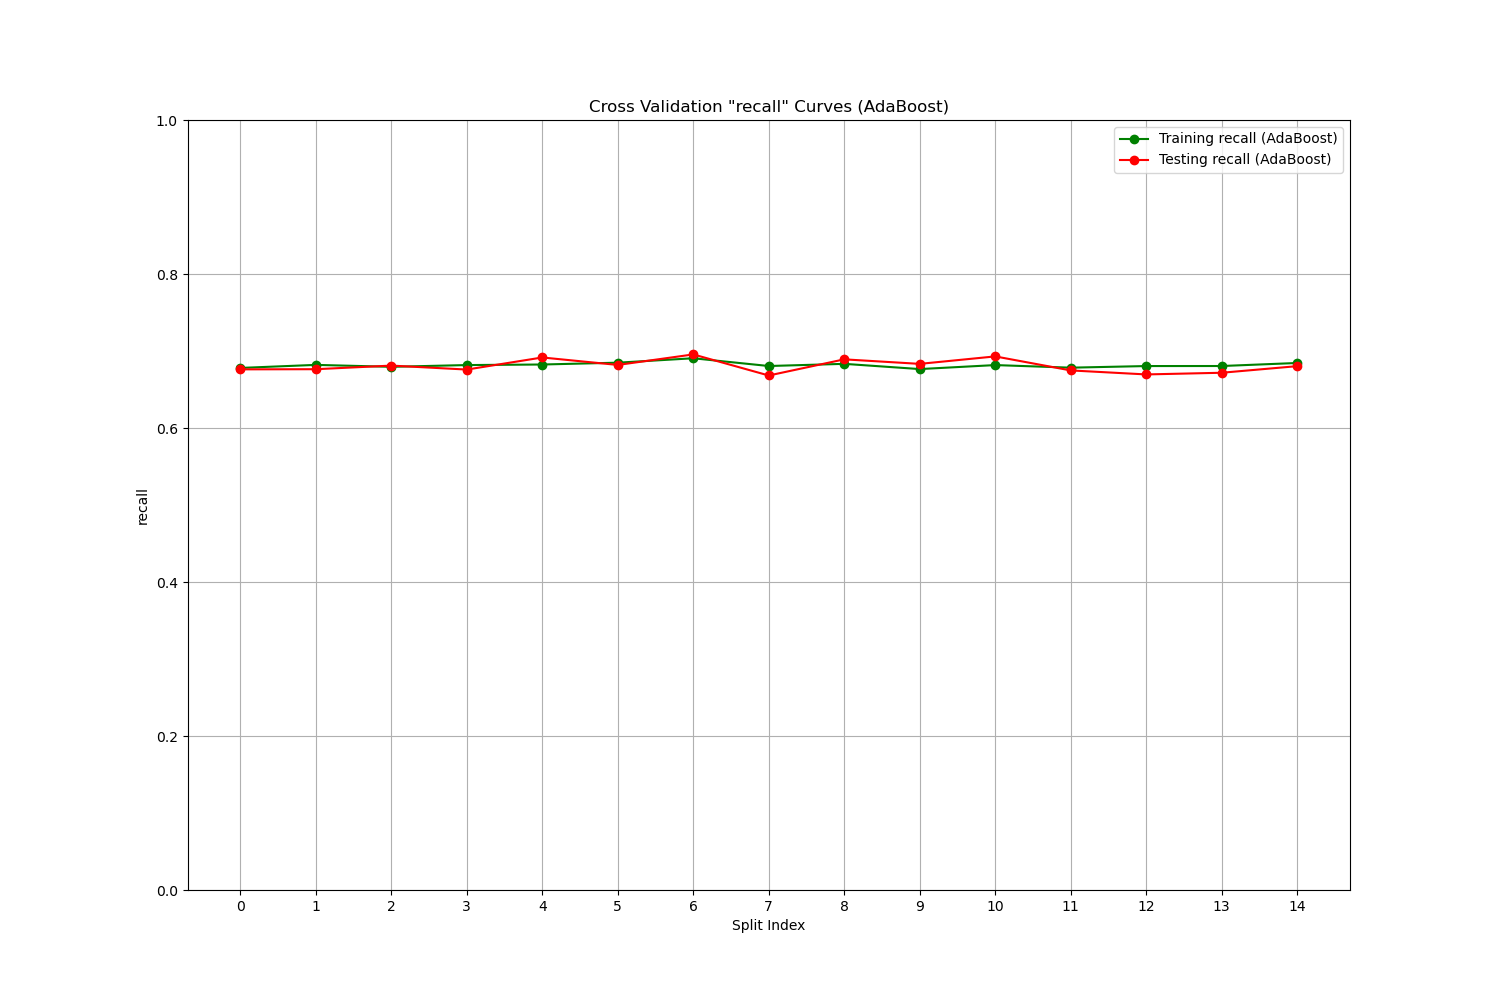 Cross Validation "recall" Curves (AdaBoost)
Training recall (AdaBoost)
Testing recall (AdaBoost)
1.0
0.8
0.6
0.4
0.2
0.0
recall
0 1 2 3 4 5 6 7 8 9 10 11 12 13 14
Split Index